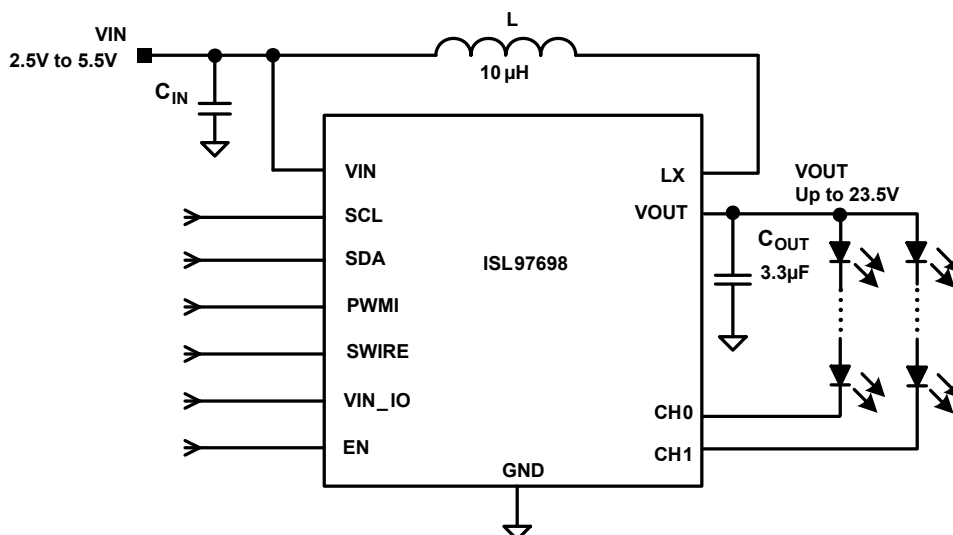 L
VIN
2.5V to 5.5V
10 µH
CIN
VIN
LX
VOUT
Up to 23.5V
VOUT
SCL
COUT
3.3µF
SDA
ISL97698
PWMI
SWIRE
VIN_IO
CH0
EN
CH1
GND